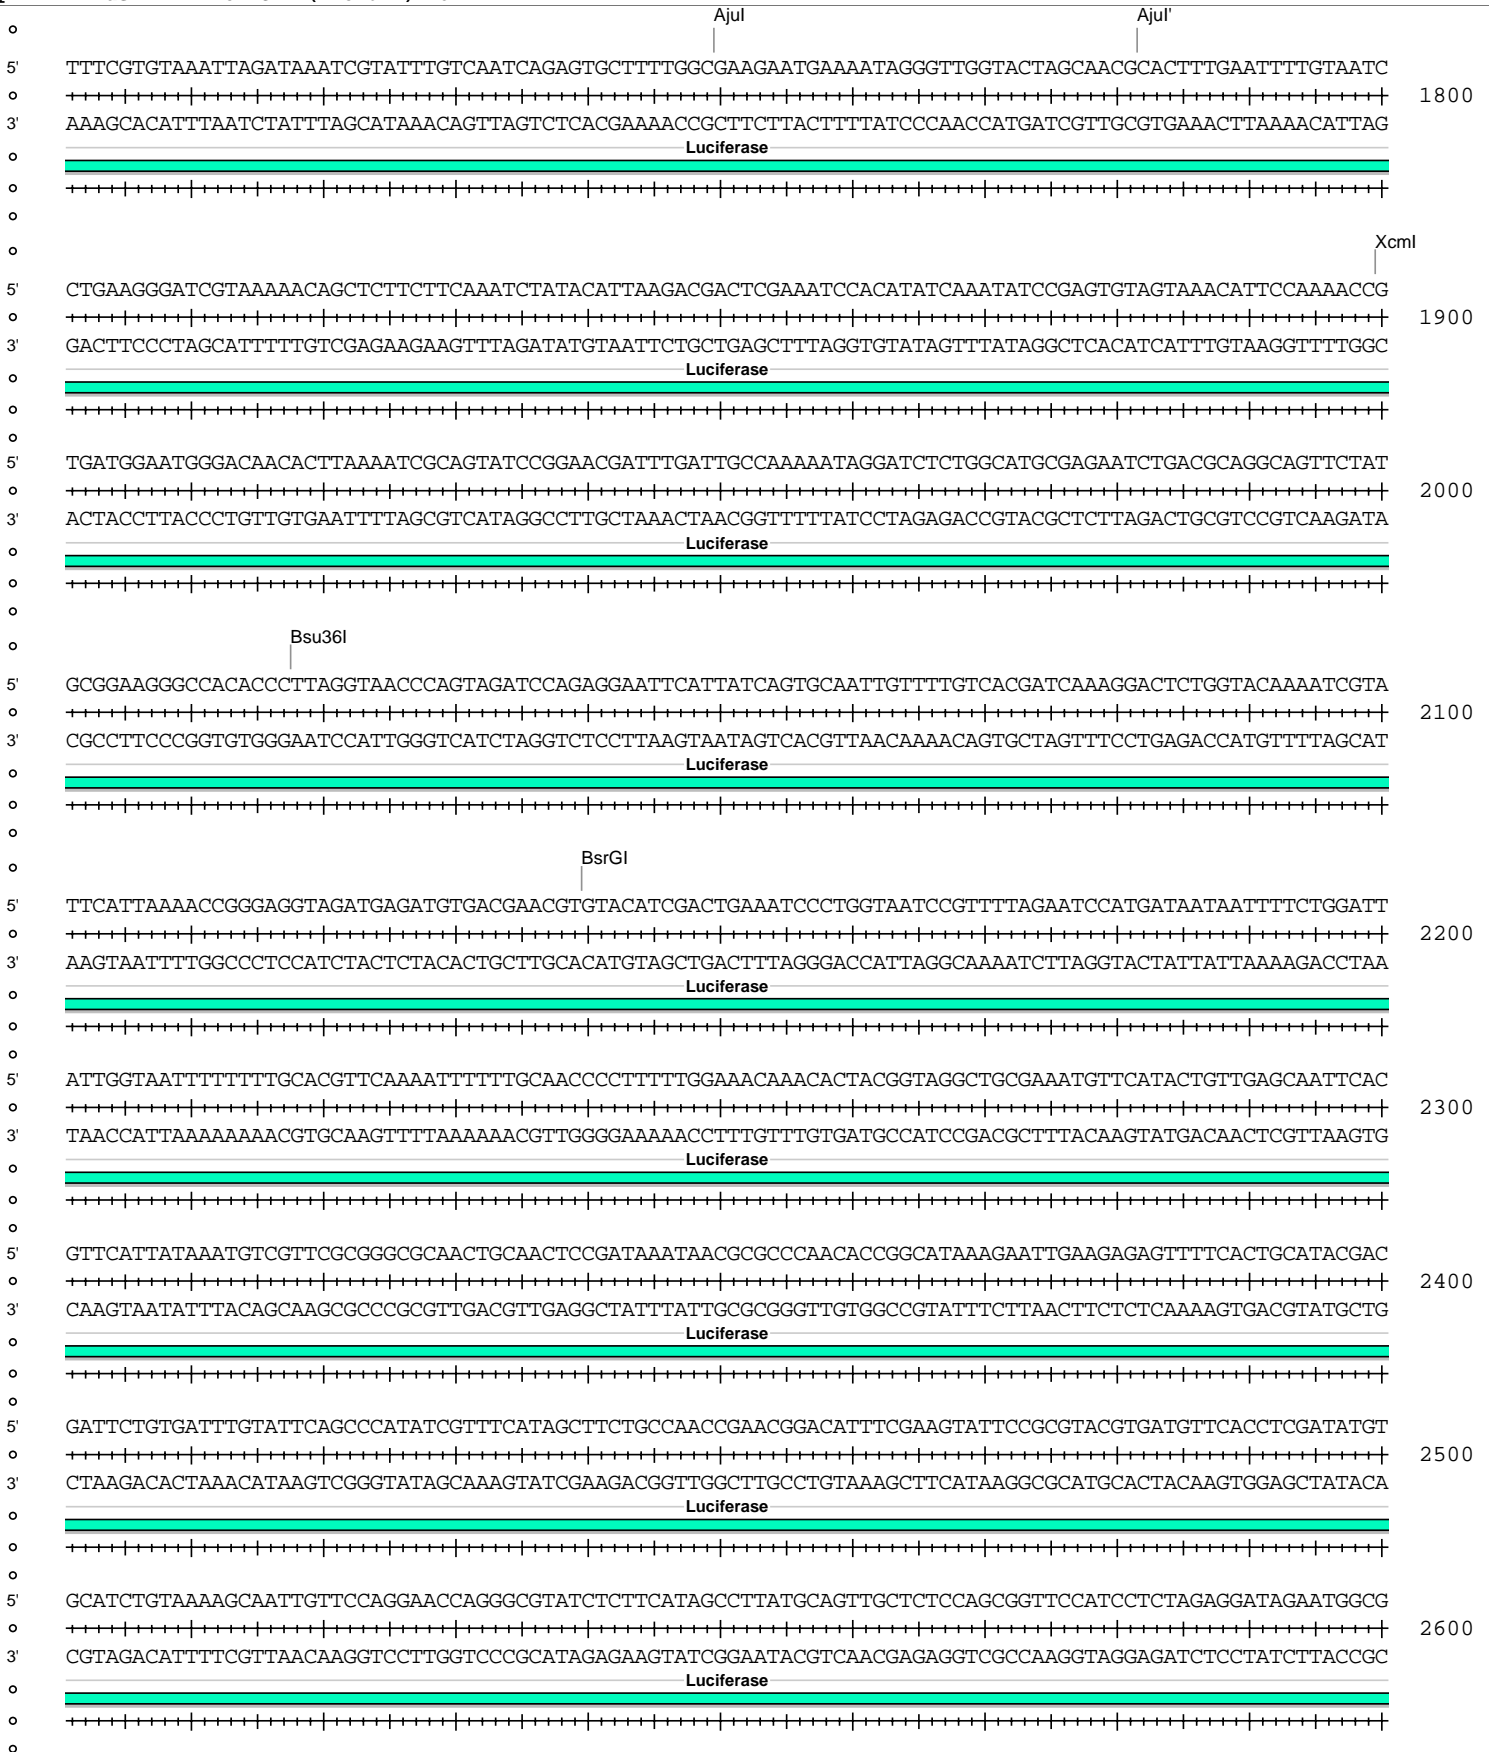 AjuI AjuI'
5' TTTCGTGTAAATTAGATAAATCGTATTTGTCAATCAGAGTGCTTTTGGCGAAGAATGAAAATAGGGTTGGTACTAGCAACGCACTTTGAATTTTGTAATC
1800
3' AAAGCACATTTAATCTATTTAGCATAAACAGTTAGTCTCACGAAAACCGCTTCTTACTTTTATCCCAACCATGATCGTTGCGTGAAACTTAAAACATTAG
Luciferase
XcmI
5' CTGAAGGGATCGTAAAAACAGCTCTTCTTCAAATCTATACATTAAGACGACTCGAAATCCACATATCAAATATCCGAGTGTAGTAAACATTCCAAAACCG
1900
3' GACTTCCCTAGCATTTTTGTCGAGAAGAAGTTTAGATATGTAATTCTGCTGAGCTTTAGGTGTATAGTTTATAGGCTCACATCATTTGTAAGGTTTTGGC
Luciferase
5' TGATGGAATGGGACAACACTTAAAATCGCAGTATCCGGAACGATTTGATTGCCAAAAATAGGATCTCTGGCATGCGAGAATCTGACGCAGGCAGTTCTAT
2000
3' ACTACCTTACCCTGTTGTGAATTTTAGCGTCATAGGCCTTGCTAAACTAACGGTTTTTATCCTAGAGACCGTACGCTCTTAGACTGCGTCCGTCAAGATA
Luciferase
Bsu36I
5' GCGGAAGGGCCACACCCTTAGGTAACCCAGTAGATCCAGAGGAATTCATTATCAGTGCAATTGTTTTGTCACGATCAAAGGACTCTGGTACAAAATCGTA
2100
3' CGCCTTCCCGGTGTGGGAATCCATTGGGTCATCTAGGTCTCCTTAAGTAATAGTCACGTTAACAAAACAGTGCTAGTTTCCTGAGACCATGTTTTAGCAT
Luciferase
BsrGI
5' TTCATTAAAACCGGGAGGTAGATGAGATGTGACGAACGTGTACATCGACTGAAATCCCTGGTAATCCGTTTTAGAATCCATGATAATAATTTTCTGGATT
2200
3' AAGTAATTTTGGCCCTCCATCTACTCTACACTGCTTGCACATGTAGCTGACTTTAGGGACCATTAGGCAAAATCTTAGGTACTATTATTAAAAGACCTAA
Luciferase
5' ATTGGTAATTTTTTTTGCACGTTCAAAATTTTTTGCAACCCCTTTTTGGAAACAAACACTACGGTAGGCTGCGAAATGTTCATACTGTTGAGCAATTCAC
2300
3' TAACCATTAAAAAAAACGTGCAAGTTTTAAAAAACGTTGGGGAAAAACCTTTGTTTGTGATGCCATCCGACGCTTTACAAGTATGACAACTCGTTAAGTG
Luciferase
5' GTTCATTATAAATGTCGTTCGCGGGCGCAACTGCAACTCCGATAAATAACGCGCCCAACACCGGCATAAAGAATTGAAGAGAGTTTTCACTGCATACGAC
2400
3' CAAGTAATATTTACAGCAAGCGCCCGCGTTGACGTTGAGGCTATTTATTGCGCGGGTTGTGGCCGTATTTCTTAACTTCTCTCAAAAGTGACGTATGCTG
Luciferase
5' GATTCTGTGATTTGTATTCAGCCCATATCGTTTCATAGCTTCTGCCAACCGAACGGACATTTCGAAGTATTCCGCGTACGTGATGTTCACCTCGATATGT
2500
3' CTAAGACACTAAACATAAGTCGGGTATAGCAAAGTATCGAAGACGGTTGGCTTGCCTGTAAAGCTTCATAAGGCGCATGCACTACAAGTGGAGCTATACA
Luciferase
5' GCATCTGTAAAAGCAATTGTTCCAGGAACCAGGGCGTATCTCTTCATAGCCTTATGCAGTTGCTCTCCAGCGGTTCCATCCTCTAGAGGATAGAATGGCG
2600
3' CGTAGACATTTTCGTTAACAAGGTCCTTGGTCCCGCATAGAGAAGTATCGGAATACGTCAACGAGAGGTCGCCAAGGTAGGAGATCTCCTATCTTACCGC
Luciferase